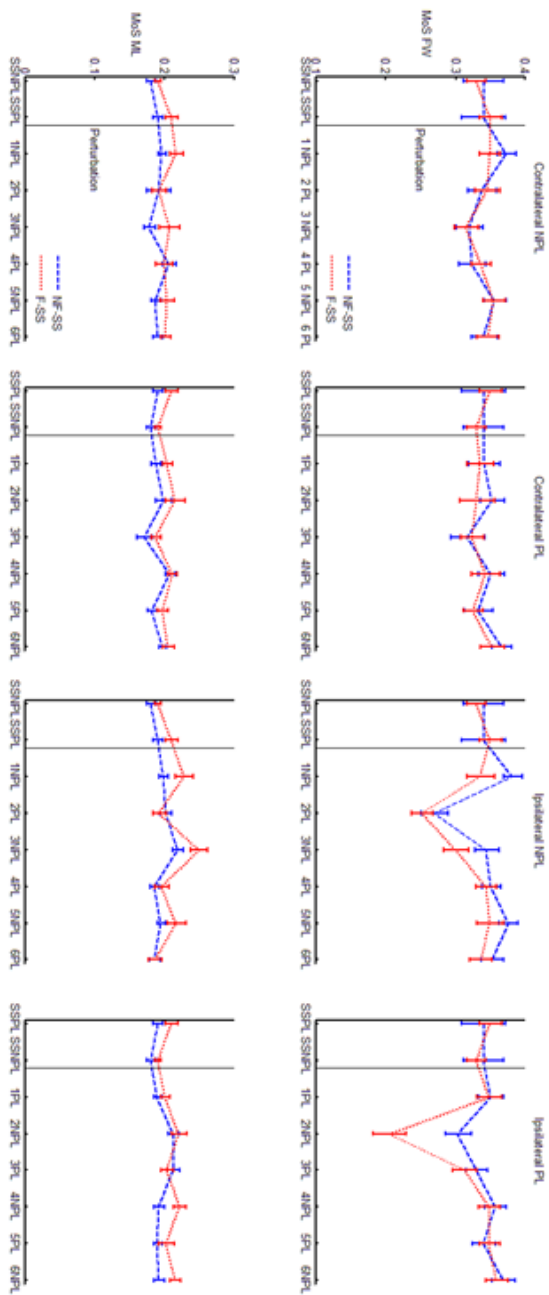 Contralateral NPL
Contralateral PL
Ipsilateral NPL
Ipsilateral PL
MoS FW
0.4
0.3
0.2
0.1
Perturbation
SSNPL SSPL 1 NPL 2 PL 3 NPL 4 PL 5 NPL 6 PL
SSPL SSNPL 1PL 2NPL 3PL 4NPL 5PL 6NPL
SSNPL SSPL 1NPL 2PL 3NPL 4PL 5NPL 6PL
SSPL SSNPL 1PL 2NPL 3PL 4NPL 5PL 6NPL
MoS ML
0.3
0.2
0.1
0
Perturbation
NF-SS
F-SS
SSNPL SSPL 1NPL 2PL 3NPL 4PL 5NPL 6PL
SSPL SSNPL 1PL 2NPL 3PL 4NPL 5PL 6NPL
SSNPL SSPL 1NPL 2PL 3NPL 4PL 5NPL 6PL
SSPL SSNPL 1PL 2NPL 3PL 4NPL 5PL 6NPL